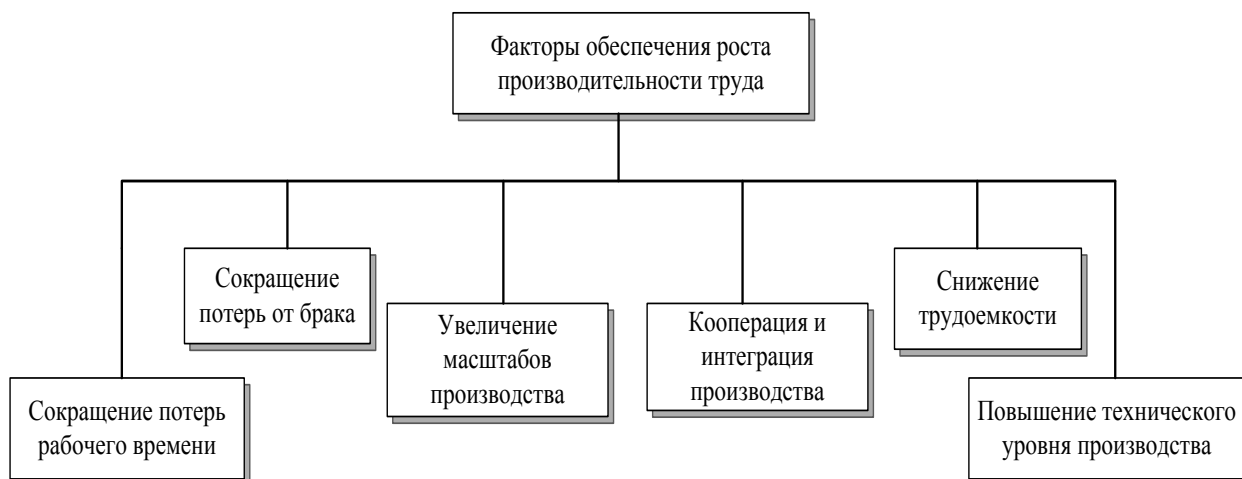 Факторы обеспечения роста
производительности труда
Сокращение потерь
рабочего времени
Сокращение
потерь от брака
Увеличение
масштабов
производства
Кооперация и
интеграция
производства
Снижение
трудоемкости
Повышение технического
уровня производства